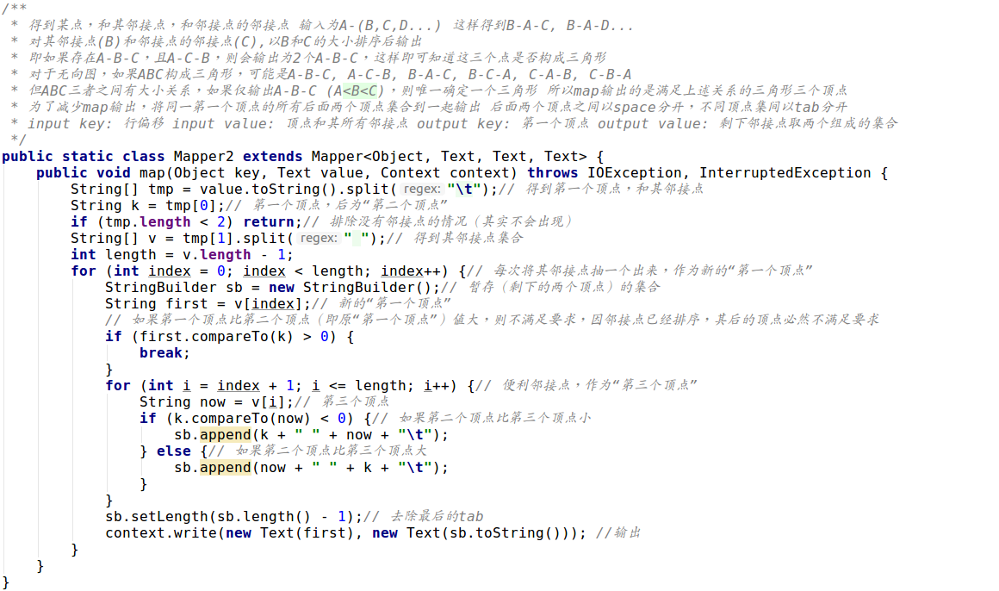 /**
 * 得到某点，和其邻接点，和邻接点的邻接点 输入为A-(B,C,D...) 这样得到B-A-C, B-A-D...
 * 对其邻接点(B)和邻接点的邻接点(C),以B和C的大小排序后输出
 * 即如果存在A-B-C，且A-C-B，则会输出为2个A-B-C，这样即可知道这三个点是否构成三角形
 * 对于无向图，如果ABC构成三角形，可能是A-B-C, A-C-B, B-A-C, B-C-A, C-A-B, C-B-A
 * 但ABC三者之间有大小关系，如果仅输出A-B-C (A<B<C)，则唯一确定一个三角形 所以map输出的是满足上述关系的三角形三个顶点
 * 为了减少map输出，将同一第一个顶点的所有后面两个顶点集合到一起输出 后面两个顶点之间以space分开，不同顶点集间以tab分开
 * input key: 行偏移 input value: 顶点和其所有邻接点 output key: 第一个顶点 output value: 剩下邻接点取两个组成的集合
 */
public static class Mapper2 extends Mapper<Object, Text, Text, Text> {
    public void map(Object key, Text value, Context context) throws IOException, InterruptedException {
        String[] tmp = value.toString().split( regex: "\t");// 得到第一个顶点，和其邻接点
        String k = tmp[0];// 第一个顶点，后为“第二个顶点”
        if (tmp.length < 2) return;// 排除没有邻接点的情况（其实不会出现）
        String[] v = tmp[1].split( regex: " ");// 得到其邻接点集合
        int length = v.length - 1;
        for (int index = 0; index < length; index++) {// 每次将其邻接点抽一个出来，作为新的“第一个顶点”
            StringBuilder sb = new StringBuilder();// 暂存（剩下的两个顶点）的集合
            String first = v[index];// 新的“第一个顶点”
            // 如果第一个顶点比第二个顶点（即原“第一个顶点”）值大，则不满足要求，因邻接点已经排序，其后的顶点必然不满足要求
            if (first.compareTo(k) > 0) {
                break;
            }
            for (int i = index + 1; i <= length; i++) {// 便利邻接点，作为“第三个顶点”
                String now = v[i];// 第三个顶点
                if (k.compareTo(now) < 0) {// 如果第二个顶点比第三个顶点小
                    sb.append(k + " " + now + "\t");
                } else {// 如果第二个顶点比第三个顶点大
                    sb.append(now + " " + k + "\t");
                }
            }
            sb.setLength(sb.length() - 1);// 去除最后的tab
            context.write(new Text(first), new Text(sb.toString())); //输出
        }
    }
}